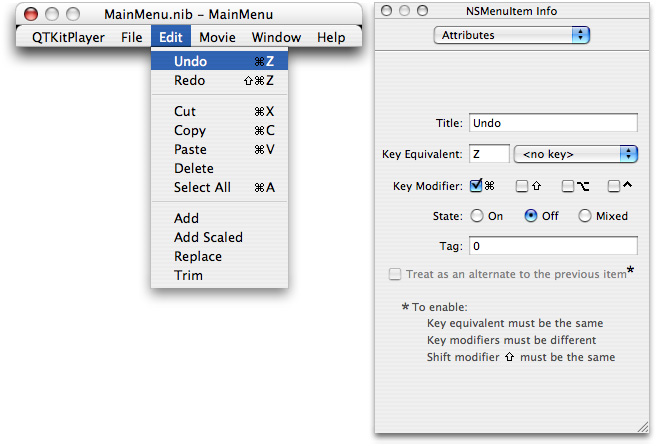 MainMenu.nib – MainMenu
QTKitPlayer File Edit Movie Window Help
Undo ⌘Z
Redo ⇧⌘Z
Cut ⌘X
Copy ⌘C
Paste ⌘V
Delete
Select All ⌘A
Add
Add Scaled
Replace
Trim
NSMenuItem Info
Attributes
Title: Undo
Key Equivalent: Z <no key>
Key Modifier: ⌘ ⇧ ⌥ ^
State: On Off Mixed
Tag: 0
Treat as an alternate to the previous item*
* To enable:
Key equivalent must be the same
Key modifiers must be different
Shift modifier ⇧ must be the same